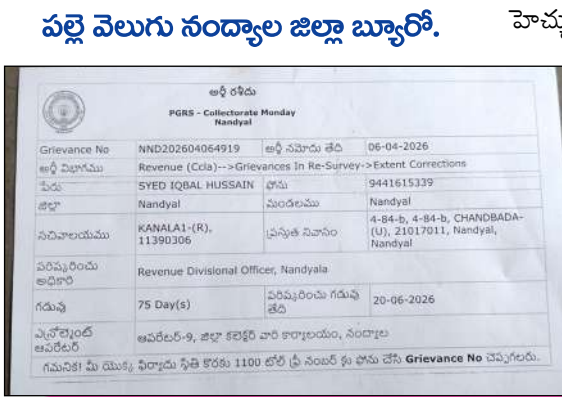 పల్లె వెలుగు నంద్యాల జిల్లా బ్యూరో.
హెచ్చు
అర్జీ రశీదు
PGRS - Collectorate Monday
Nandyal
Grievance No NND202604064919 అర్జీ నమోదు తేది 06-04-2026
అర్జీ విభాగము Revenue (Ccla)-->Grievances In Re-Survey->Extent Corrections
పేరు SYED IQBAL HUSSAIN ఫోను 9441615339
జిల్లా Nandyal మండలము Nandyal
సచివాలయము KANALA1-(R), 11390306 ప్రస్తుత నివాసం 4-84-b, 4-84-b, CHANDBADA-(U), 21017011, Nandyal, Nandyal
పరిష్కరించు అధికారి Revenue Divisional Officer, Nandyala
గడువు 75 Day(s) పరిష్కరించు గడువు తేది 20-06-2026
ఎన్రోల్మెంట్ ఆపరేటర్ ఆపరేటర్-9, జిల్లా కలెక్టర్ వారి కార్యాలయం, నంద్యాల
గమనిక! మీ యొక్క ఫిర్యాదు స్థితి కొరకు 1100 టోల్ ఫ్రీ నంబర్ కు ఫోను చేసి Grievance No చెప్పగలరు.